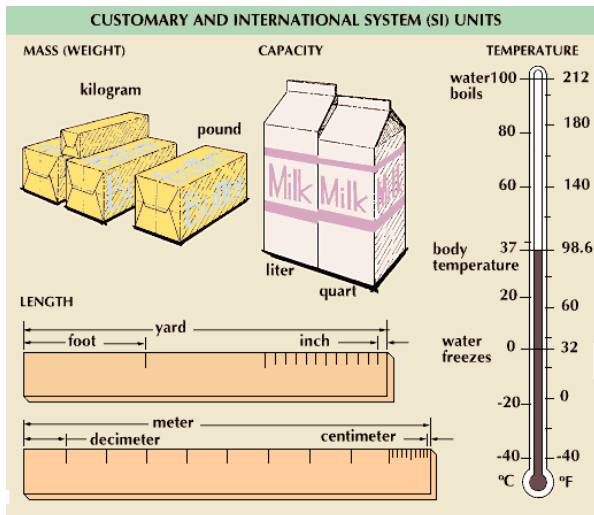 CUSTOMARY AND INTERNATIONAL SYSTEM (SI) UNITS
MASS (WEIGHT)
kilogram
pound
CAPACITY
Milk Milk Milk
liter
quart
TEMPERATURE
water boils 100 212
80 180
60 140
body temperature 37 98.6
20 60
water freezes 0 32
-20 0
-40 -40
°C °F
LENGTH
yard
foot inch
meter
decimeter centimeter